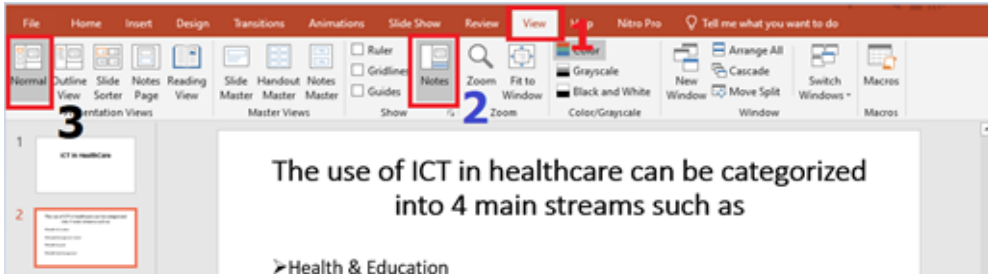 File Home Insert Design Transitions Animations Slide Show Review View Nitro Pro Tell me what you want to do
1
Normal Outline View Slide Sorter Notes Page Reading View
Slide Master Handout Master Notes Master
Ruler
Gridlines
Guides
Notes
Zoom Fit to Window
Color
Grayscale
Black and White
New Window
Arrange All
Cascade
Move Split
Switch Windows
Macros
3
2
Views Master Views Show Zoom Color/Grayscale Window Macros
1
ICT in HealthCare
2
The use of ICT in healthcare can be categorized
into 4 main streams such as
➢Health & Education